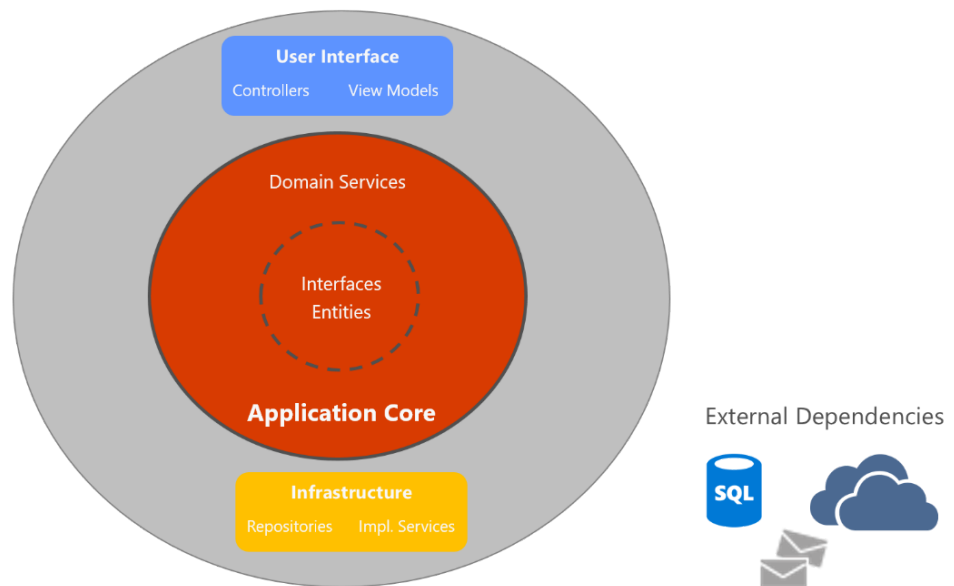 User Interface
Controllers View Models
Domain Services
Interfaces
Entities
Application Core
External Dependencies
SQL
Infrastructure
Repositories Impl. Services